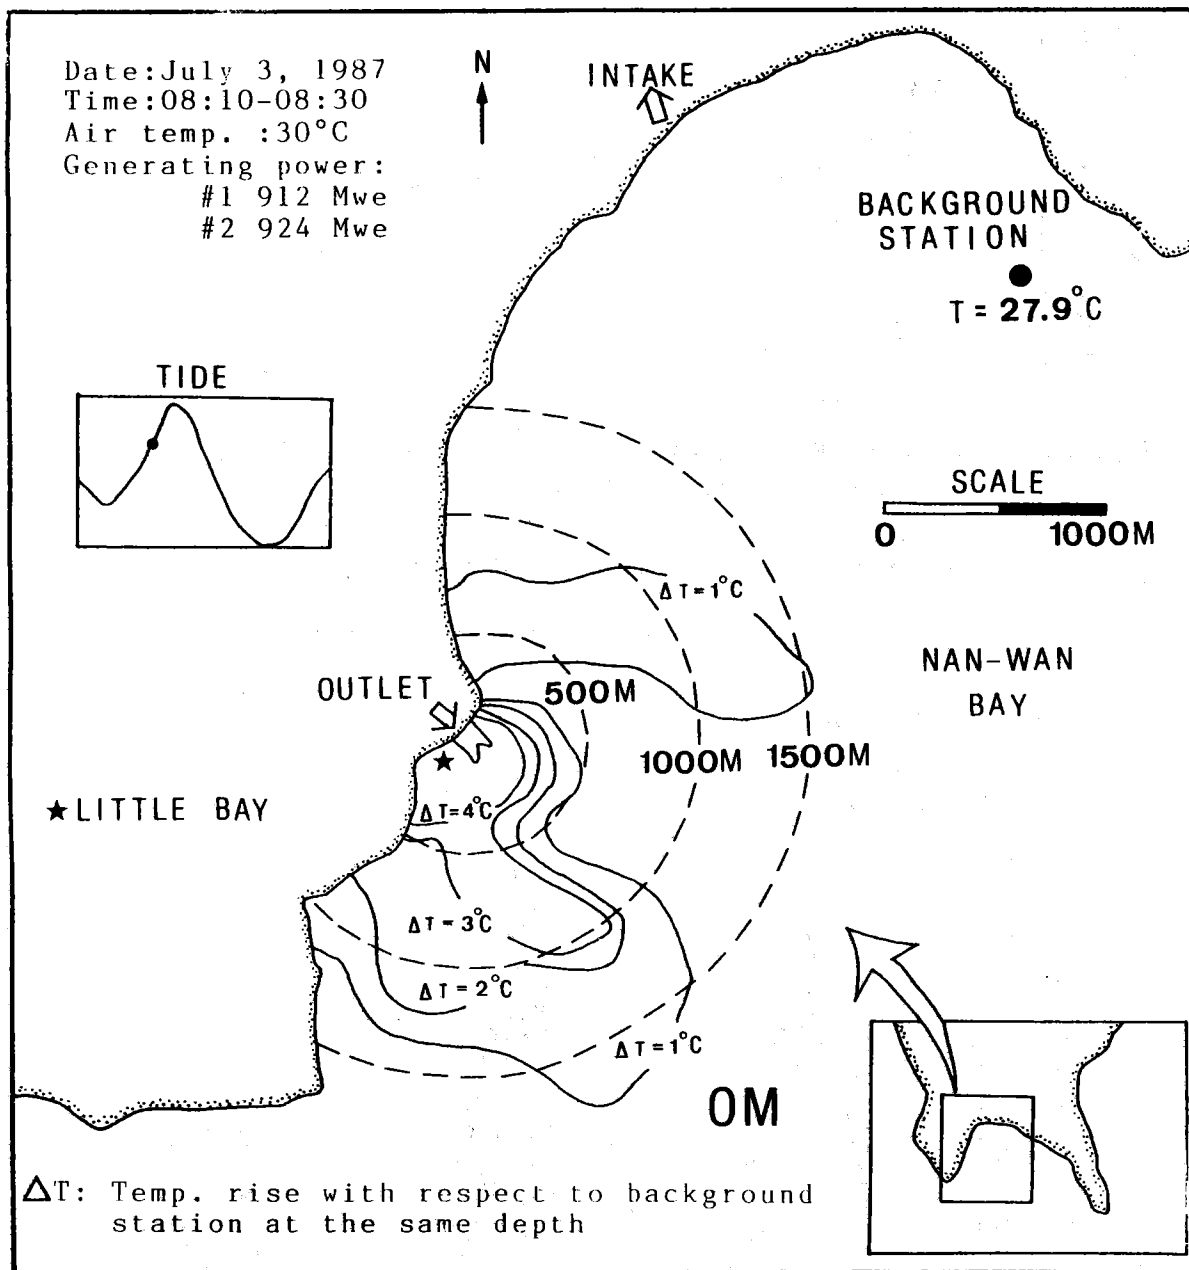 Date:July 3, 1987
Time:08:10-08:30
Air temp. :30°C
Generating power:
#1 912 Mwe
#2 924 Mwe
N
INTAKE
BACKGROUND
STATION
T = 27.9°C
TIDE
SCALE
0 1000M
ΔT=1°C
NAN-WAN
BAY
OUTLET
500M
1000M
1500M
★
★LITTLE BAY
ΔT=4°C
ΔT=3°C
ΔT=2°C
ΔT=1°C
0M
ΔT: Temp. rise with respect to background
station at the same depth